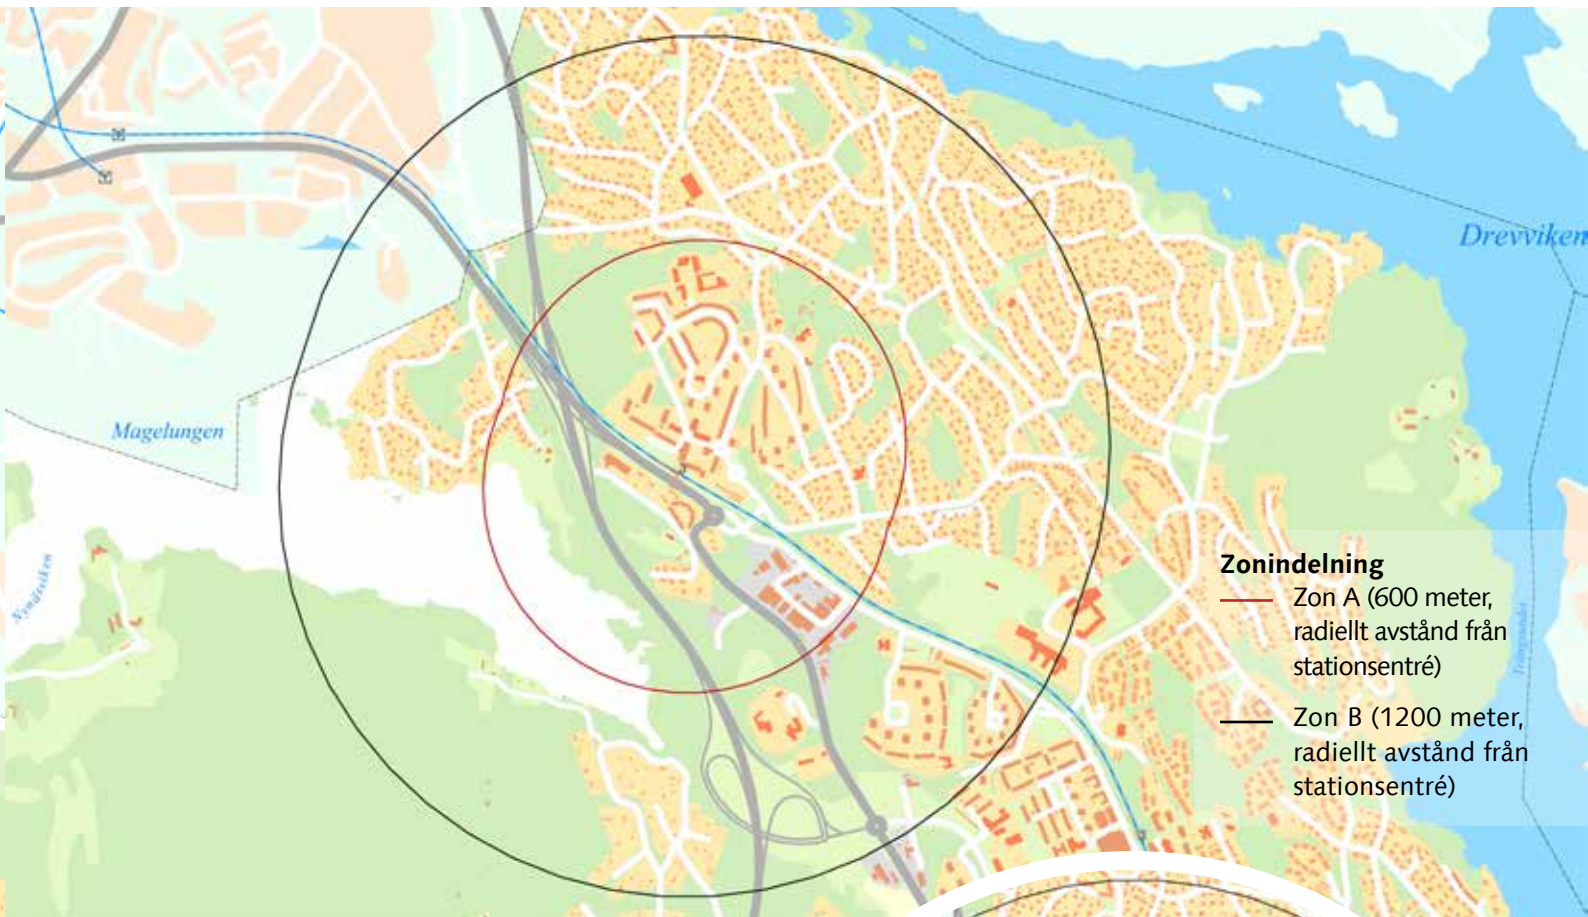 Drevviken
Magelungen
Zonindelning
Zon A (600 meter,
radiellt avstånd från
stationsentré)
Zon B (1200 meter,
radiellt avstånd från
stationsentré)